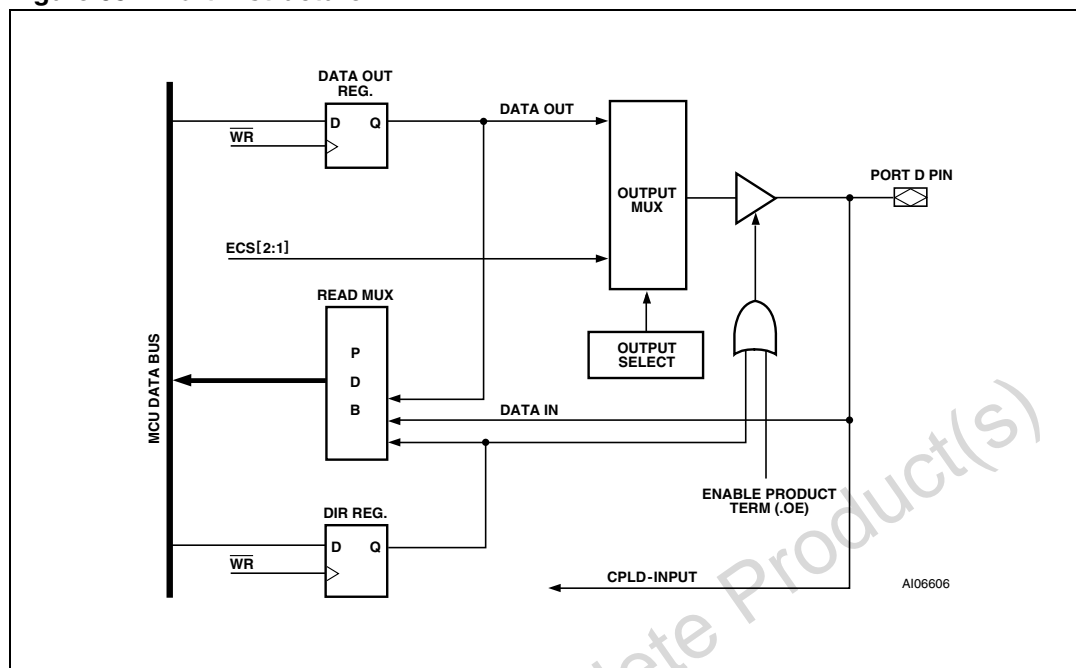 DATA OUT
REG.
D Q
WR
DATA OUT
OUTPUT
MUX
PORT D PIN
ECS[2:1]
READ MUX
P
D
B
OUTPUT
SELECT
MCU DATA BUS
DATA IN
ENABLE PRODUCT
TERM (.OE)
DIR REG.
D Q
WR
CPLD-INPUT
AI06606
Product(s)